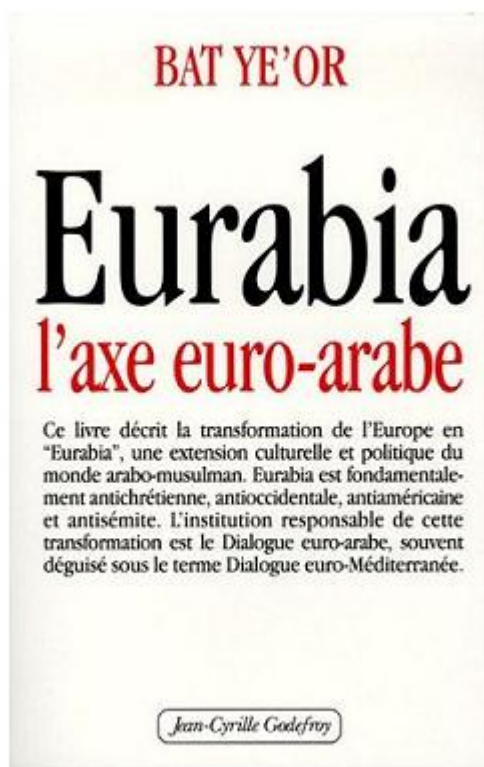 BAT YE'OR
Eurabia
l'axe euro-arabe
Ce livre décrit la transformation de l'Europe en
“Eurabia”, une extension culturelle et politique du
monde arabo-musulman. Eurabia est fondamentale-
ment antichrétienne, antioccidentale, antiaméricaine
et antisémite. L'institution responsable de cette
transformation est le Dialogue euro-arabe, souvent
déguisé sous le terme Dialogue euro-Méditerranée.
Jean-Cyrille Godefroy